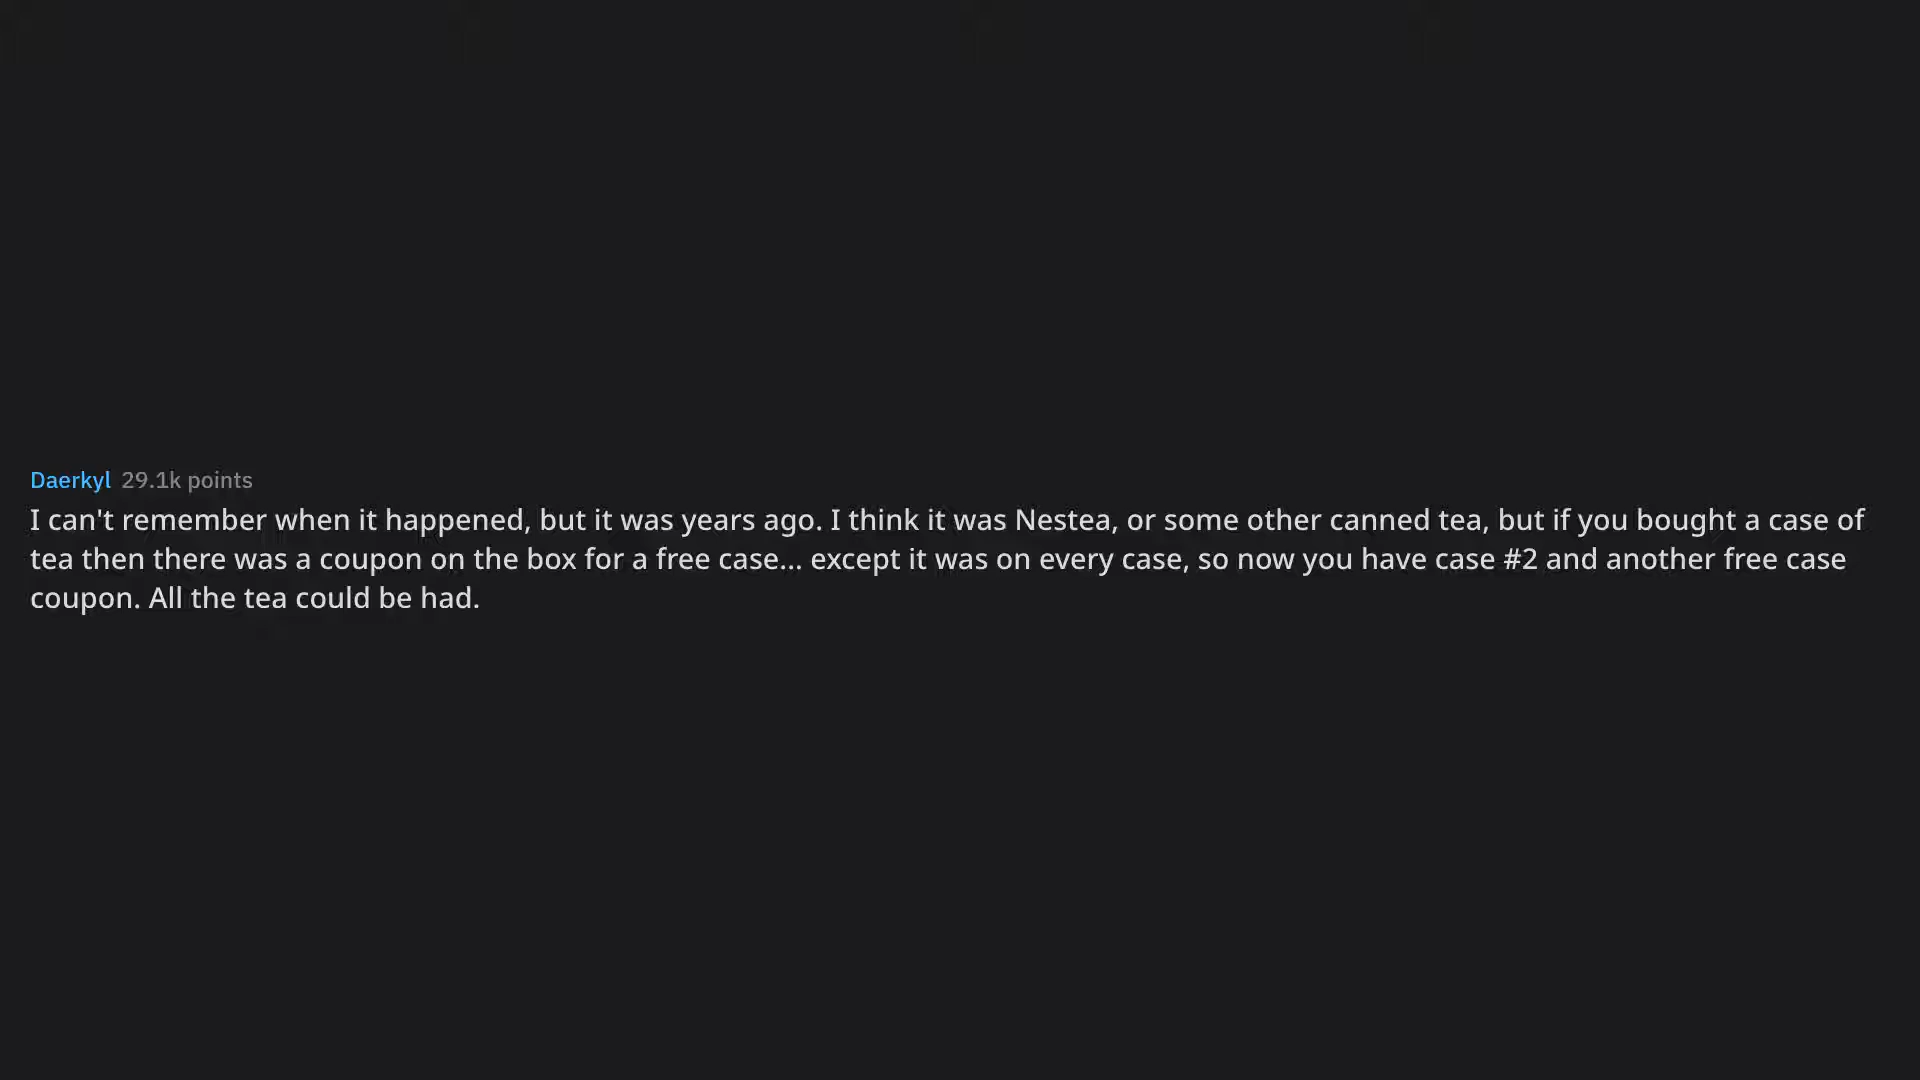 Daerkyl 29.1k points
I can't remember when it happened, but it was years ago. I think it was Nestea, or some other canned tea, but if you bought a case of
tea then there was a coupon on the box for a free case... except it was on every case, so now you have case #2 and another free case
coupon. All the tea could be had.